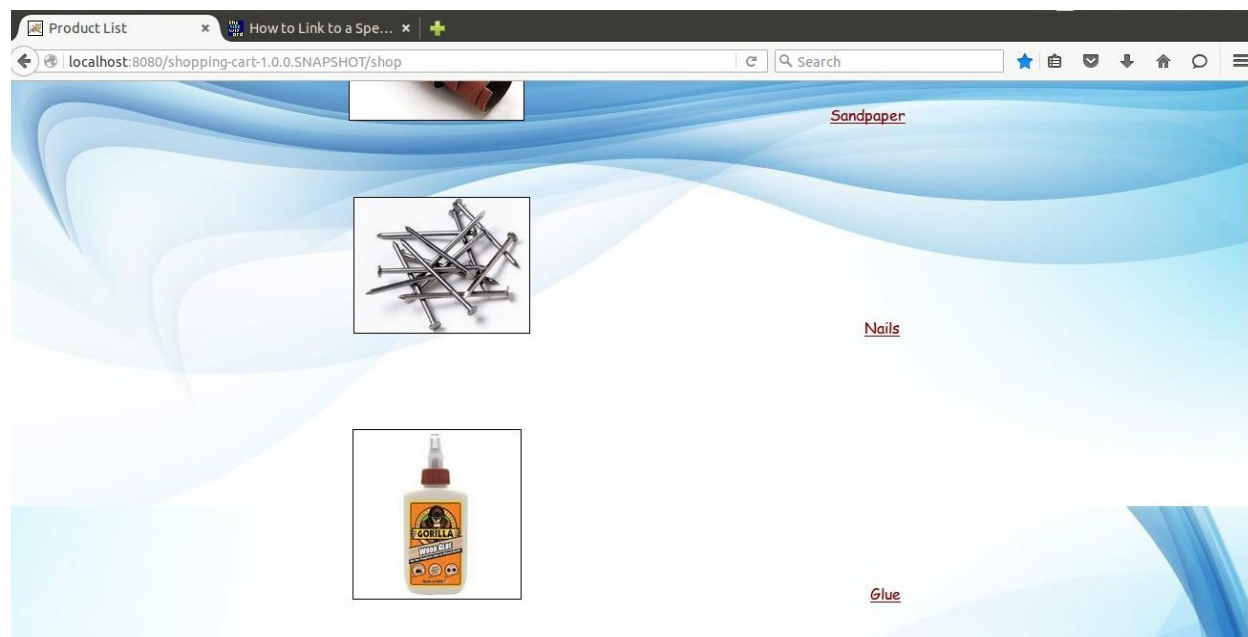 Product List
How to Link to a Spe...
localhost:8080/shopping-cart-1.0.0.SNAPSHOT/shop
Search
Sandpaper
Nails
GORILLA
WOOD GLUE
Glue